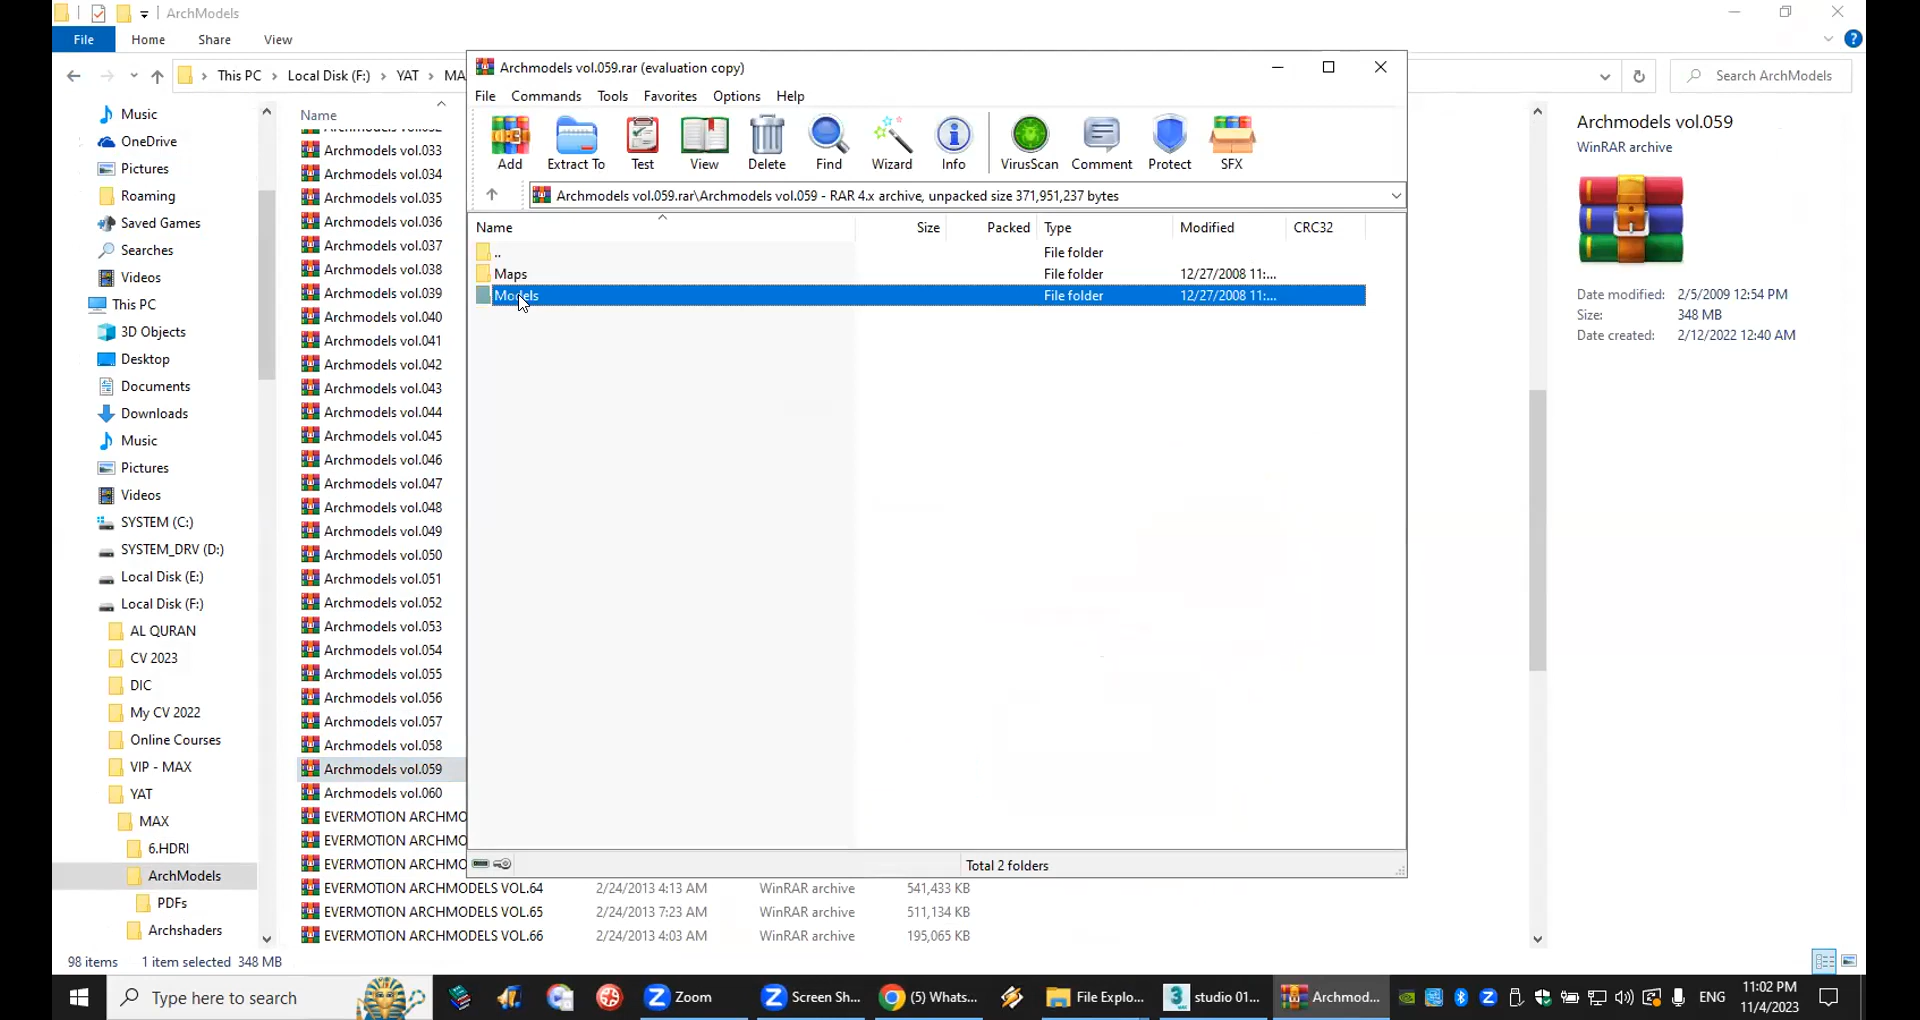 ArchModels
File Home Share View
This PC Local Disk (F:) YAT MA
Search ArchModels
Music
OneDrive
Pictures
Roaming
Saved Games
Searches
Videos
This PC
3D Objects
Desktop
Documents
Downloads
Music
Pictures
Videos
SYSTEM (C:)
SYSTEM_DRV (D:)
Local Disk (E:)
Local Disk (F:)
AL QURAN
CV 2023
DIC
My CV 2022
Online Courses
VIP - MAX
YAT
MAX
6.HDRI
ArchModels
PDFs
Archshaders
Name
Archmodels vol.033
Archmodels vol.034
Archmodels vol.035
Archmodels vol.036
Archmodels vol.037
Archmodels vol.038
Archmodels vol.039
Archmodels vol.040
Archmodels vol.041
Archmodels vol.042
Archmodels vol.043
Archmodels vol.044
Archmodels vol.045
Archmodels vol.046
Archmodels vol.047
Archmodels vol.048
Archmodels vol.049
Archmodels vol.050
Archmodels vol.051
Archmodels vol.052
Archmodels vol.053
Archmodels vol.054
Archmodels vol.055
Archmodels vol.056
Archmodels vol.057
Archmodels vol.058
Archmodels vol.059
Archmodels vol.060
EVERMOTION ARCHMO
EVERMOTION ARCHMO
EVERMOTION ARCHMO
EVERMOTION ARCHMODELS VOL.64 2/24/2013 4:13 AM WinRAR archive 541,433 KB
EVERMOTION ARCHMODELS VOL.65 2/24/2013 7:23 AM WinRAR archive 511,134 KB
EVERMOTION ARCHMODELS VOL.66 2/24/2013 4:03 AM WinRAR archive 195,065 KB
Archmodels vol.059.rar (evaluation copy)
File Commands Tools Favorites Options Help
Add Extract To Test View Delete Find Wizard Info VirusScan Comment Protect SFX
Archmodels vol.059.rar\Archmodels vol.059 - RAR 4.x archive, unpacked size 371,951,237 bytes
Name Size Packed Type Modified CRC32
.. File folder
Maps File folder 12/27/2008 11:...
Models File folder 12/27/2008 11:...
Total 2 folders
Archmodels vol.059
WinRAR archive
Date modified: 2/5/2009 12:54 PM
Size: 348 MB
Date created: 2/12/2022 12:40 AM
98 items 1 item selected 348 MB
Type here to search
Zoom
Screen Sh...
(5) Whats...
File Explo...
studio 01...
Archmod...
ENG
11:02 PM
11/4/2023